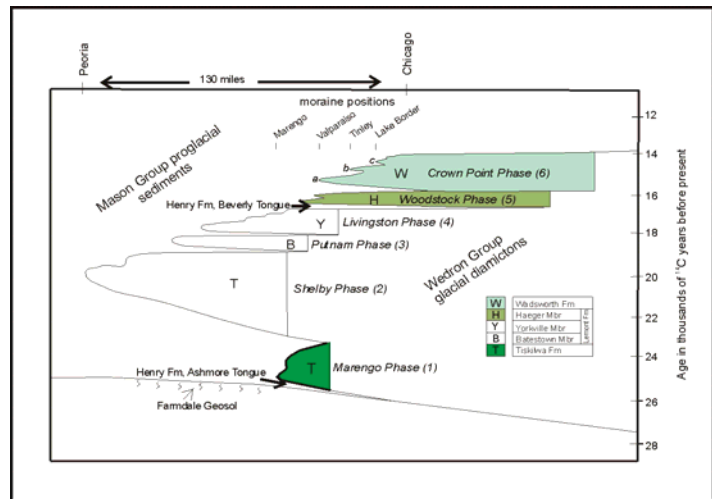 Peoria
Chicago
130 miles
moraine positions
Marengo
Valparaiso
Tinley
Lake Border
Mason Group proglacial
sediments
a
b
c
W
Crown Point Phase (6)
H
Woodstock Phase (5)
Henry Fm, Beverly Tongue
Y
Livingston Phase (4)
B
Putnam Phase (3)
Wedron Group
glacial diamictons
T
Shelby Phase (2)
W Wadsworth Fm
H Haeger Mbr
Y Yorkville Mbr
B Batestown Mbr
Lemont Fm
T Tiskilwa Fm
T
Marengo Phase (1)
Henry Fm, Ashmore Tongue
Farmdale Geosol
12
14
16
18
20
22
24
26
28
Age in thousands of ¹⁴C years before present